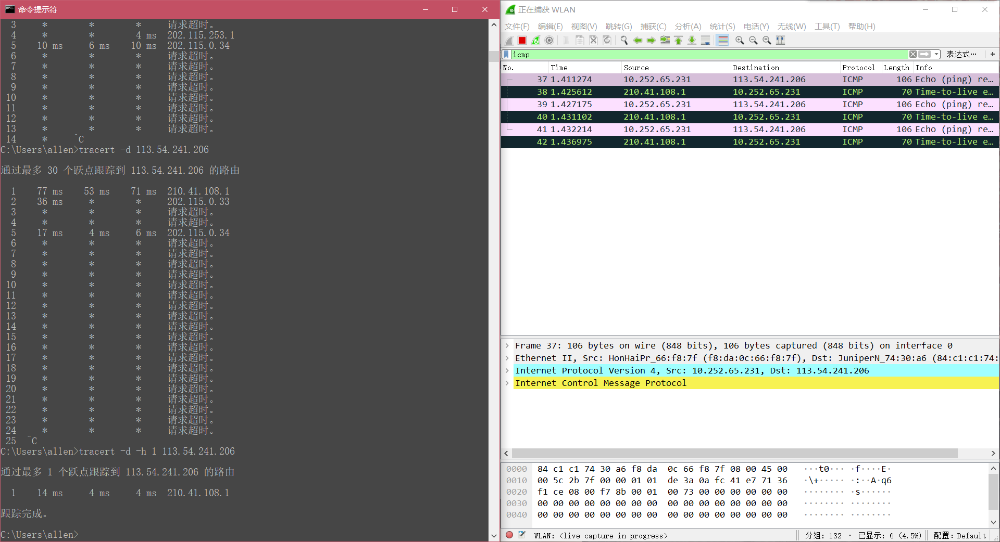 命令提示符
3 * * * 请求超时。
4 * * 4 ms 202.115.253.1
5 10 ms 6 ms 10 ms 202.115.0.34
6 * * * 请求超时。
7 * * * 请求超时。
8 * * * 请求超时。
9 * * * 请求超时。
10 * * * 请求超时。
11 * * * 请求超时。
12 * * * 请求超时。
13 * * * 请求超时。
14 * ^C
C:\Users\allen>tracert -d 113.54.241.206
通过最多 30 个跃点跟踪到 113.54.241.206 的路由
1 77 ms 53 ms 71 ms 210.41.108.1
2 36 ms * * 202.115.0.33
3 * * * 请求超时。
4 * * * 请求超时。
5 17 ms 4 ms 6 ms 202.115.0.34
6 * * * 请求超时。
7 * * * 请求超时。
8 * * * 请求超时。
9 * * * 请求超时。
10 * * * 请求超时。
11 * * * 请求超时。
12 * * * 请求超时。
13 * * * 请求超时。
14 * * * 请求超时。
15 * * * 请求超时。
16 * * * 请求超时。
17 * * * 请求超时。
18 * * * 请求超时。
19 * * * 请求超时。
20 * * * 请求超时。
21 * * * 请求超时。
22 * * * 请求超时。
23 * * * 请求超时。
24 * * * 请求超时。
25 ^C
C:\Users\allen>tracert -d -h 1 113.54.241.206
通过最多 1 个跃点跟踪到 113.54.241.206 的路由
1 14 ms 4 ms 4 ms 210.41.108.1
跟踪完成。
C:\Users\allen>
正在捕获 WLAN
文件(F) 编辑(E) 视图(V) 跳转(G) 捕获(C) 分析(A) 统计(S) 电话(Y) 无线(W) 工具(T) 帮助(H)
icmp 表达式… +
No. Time Source Destination Protocol Length Info
37 1.411274 10.252.65.231 113.54.241.206 ICMP 106 Echo (ping) re…
38 1.425612 210.41.108.1 10.252.65.231 ICMP 70 Time-to-live e…
39 1.427175 10.252.65.231 113.54.241.206 ICMP 106 Echo (ping) re…
40 1.431102 210.41.108.1 10.252.65.231 ICMP 70 Time-to-live e…
41 1.432214 10.252.65.231 113.54.241.206 ICMP 106 Echo (ping) re…
42 1.436975 210.41.108.1 10.252.65.231 ICMP 70 Time-to-live e…
Frame 37: 106 bytes on wire (848 bits), 106 bytes captured (848 bits) on interface 0
Ethernet II, Src: HonHaiPr_66:f8:7f (f8:da:0c:66:f8:7f), Dst: JuniperN_74:30:a6 (84:c1:c1:74:
Internet Protocol Version 4, Src: 10.252.65.231, Dst: 113.54.241.206
Internet Control Message Protocol
0000 84 c1 c1 74 30 a6 f8 da 0c 66 f8 7f 08 00 45 00 ···t0··· ·f····E·
0010 00 5c 2b 7f 00 00 01 01 de 3a 0a fc 41 e7 71 36 ·\+····· ·:··A·q6
0020 f1 ce 08 00 f7 8b 00 01 00 73 00 00 00 00 00 00 ········ ·s······
0030 00 00 00 00 00 00 00 00 00 00 00 00 00 00 00 00 ········ ········
0040 00 00 00 00 00 00 00 00 00 00 00 00 00 00 00 00 ········ ········
WLAN: <live capture in progress> 分组: 132 · 已显示: 6 (4.5%) 配置: Default